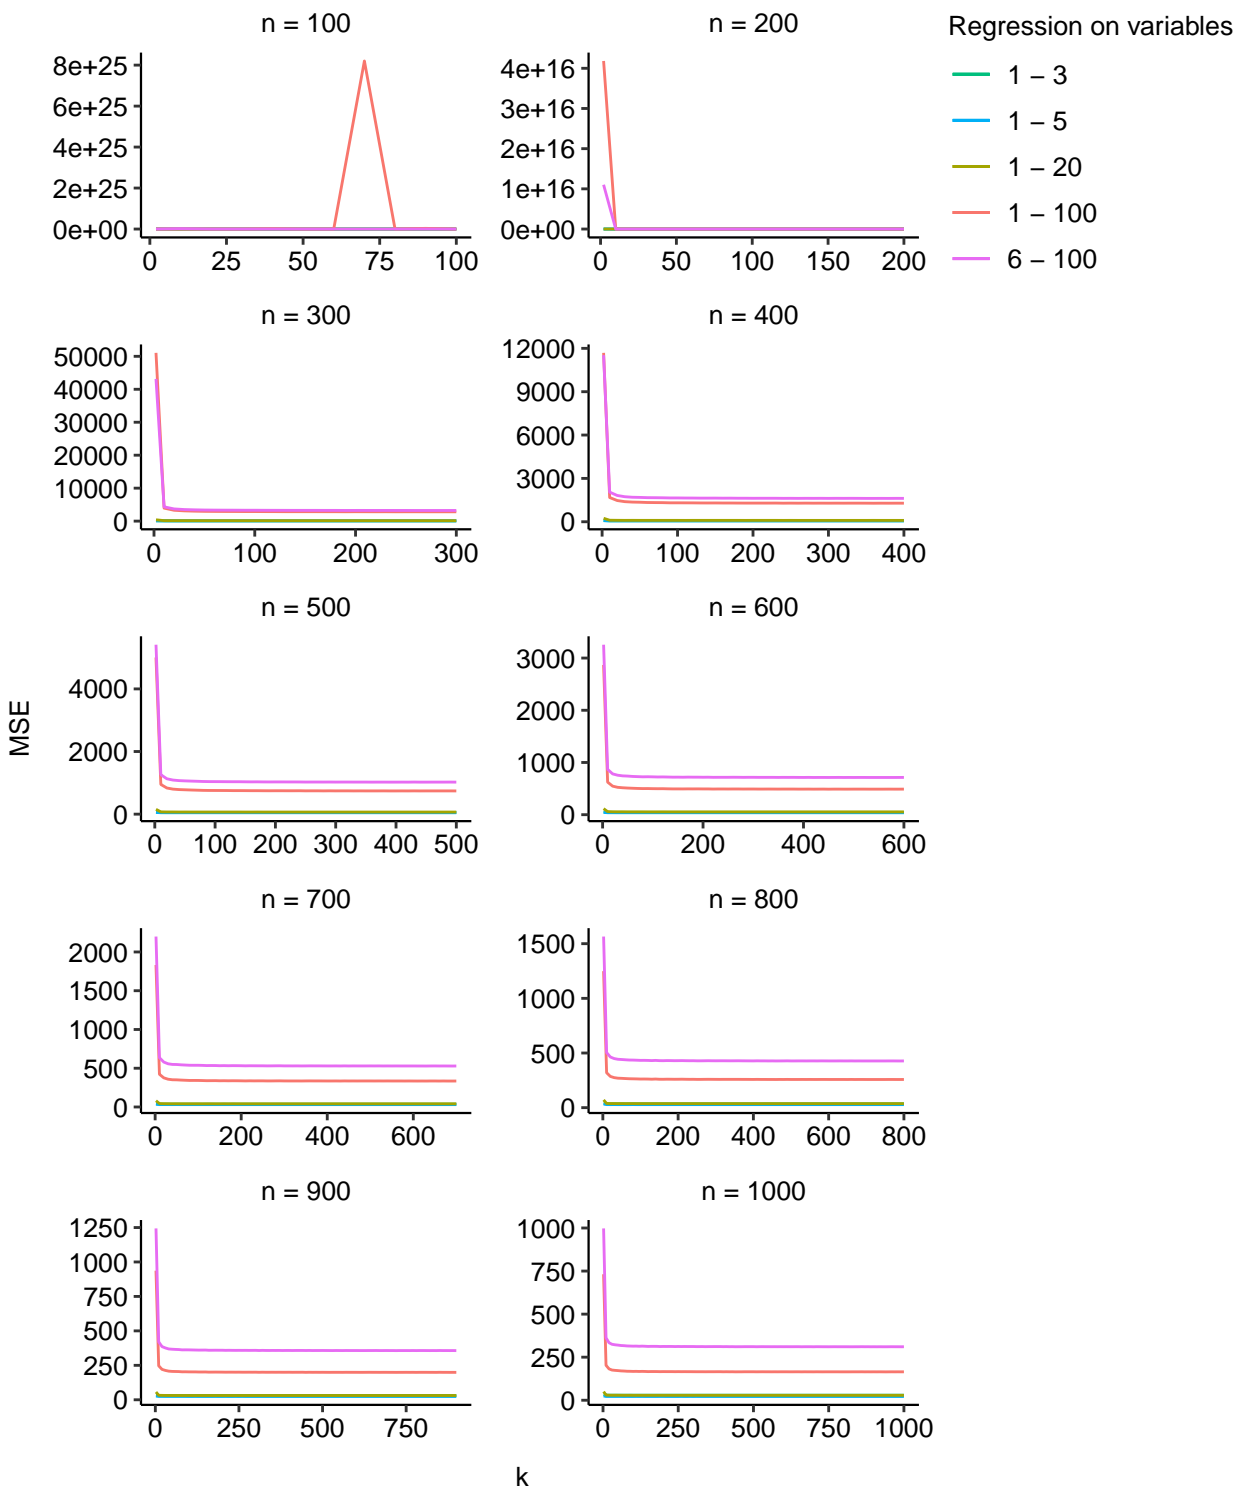 n = 100
8e+25
6e+25
4e+25
2e+25
0e+00
0 25 50 75 100
n = 200
4e+16
3e+16
2e+16
1e+16
0e+00
0 50 100 150 200
Regression on variables
1 – 3
1 – 5
1 – 20
1 – 100
6 – 100
n = 300
50000
40000
30000
20000
10000
0
0 100 200 300
n = 400
12000
9000
6000
3000
0
0 100 200 300 400
MSE
n = 500
4000
2000
0
0 100 200 300 400 500
n = 600
3000
2000
1000
0
0 200 400 600
n = 700
2000
1500
1000
500
0
0 200 400 600
n = 800
1500
1000
500
0
0 200 400 600 800
n = 900
1250
1000
750
500
250
0
0 250 500 750
n = 1000
1000
750
500
250
0
0 250 500 750 1000
k